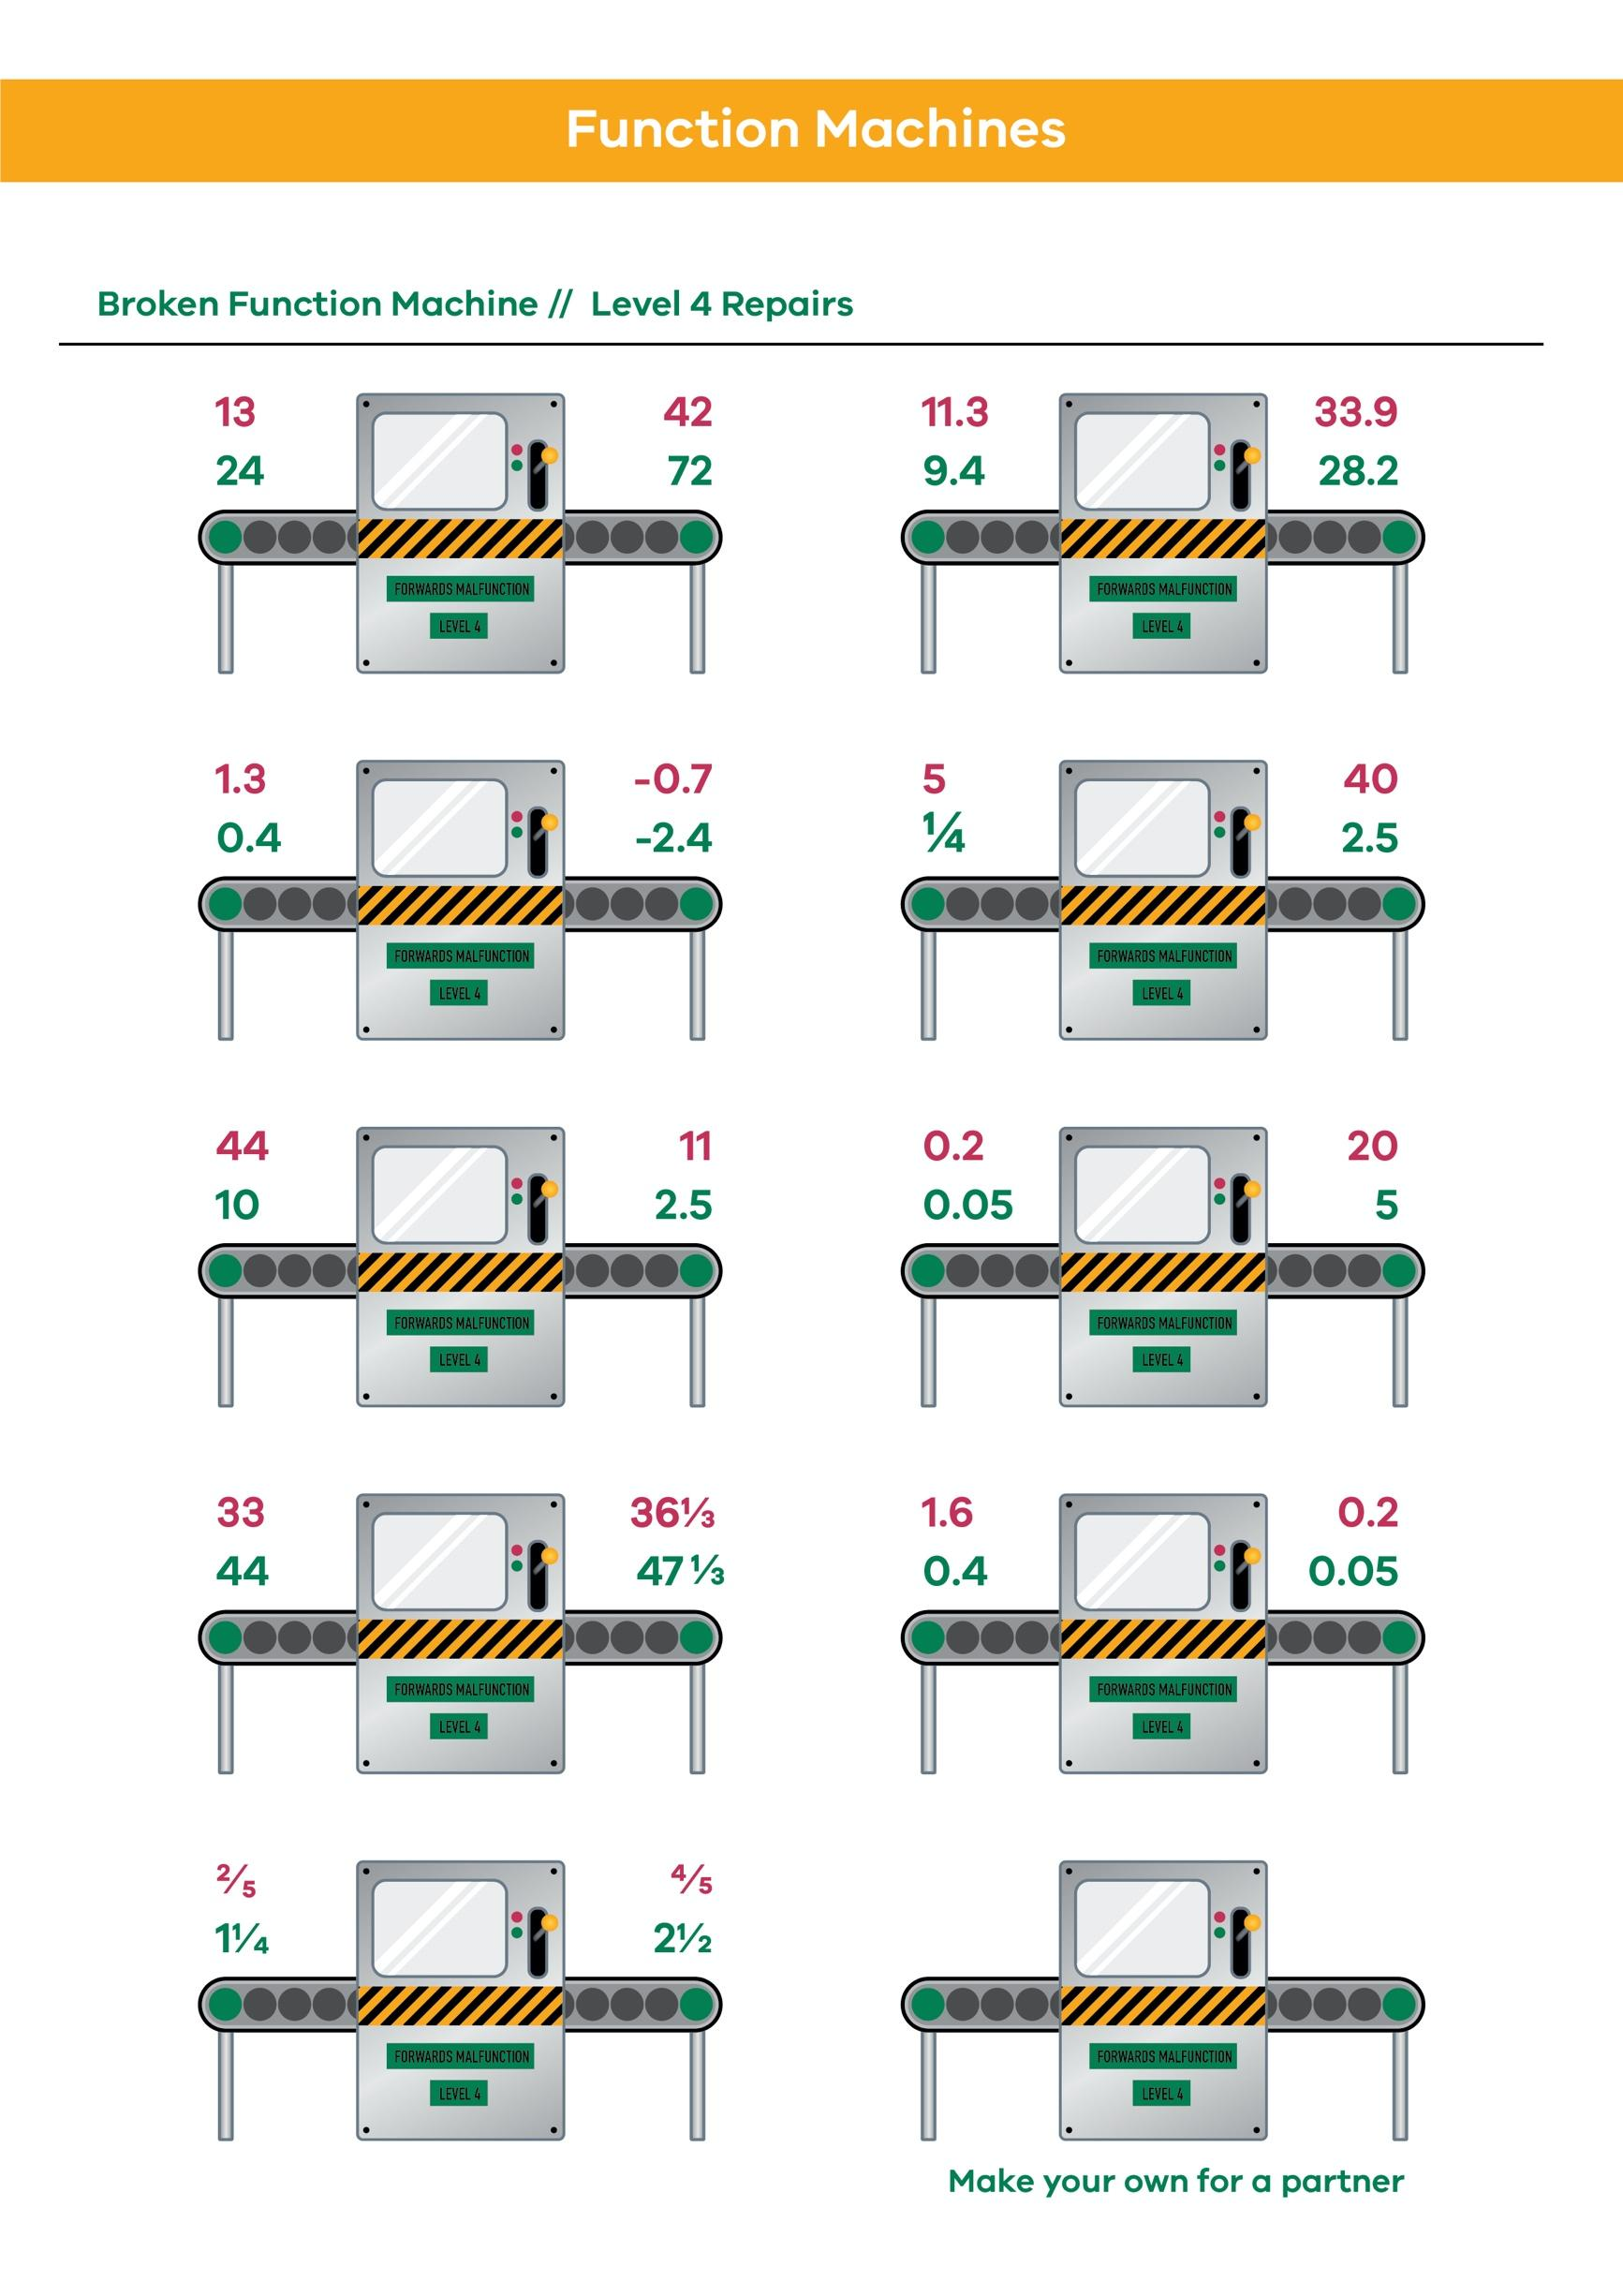 Function Machines
Broken Function Machine // Level 4 Repairs
13 42
24 72
FORWARDS MALFUNCTION
LEVEL 4
11.3 33.9
9.4 28.2
FORWARDS MALFUNCTION
LEVEL 4
1.3 -0.7
0.4 -2.4
FORWARDS MALFUNCTION
LEVEL 4
5 40
¼ 2.5
FORWARDS MALFUNCTION
LEVEL 4
44 11
10 2.5
FORWARDS MALFUNCTION
LEVEL 4
0.2 20
0.05 5
FORWARDS MALFUNCTION
LEVEL 4
33 36⅓
44 47 ⅓
FORWARDS MALFUNCTION
LEVEL 4
1.6 0.2
0.4 0.05
FORWARDS MALFUNCTION
LEVEL 4
⅖ ⅘
1¼ 2½
FORWARDS MALFUNCTION
LEVEL 4
FORWARDS MALFUNCTION
LEVEL 4
Make your own for a partner